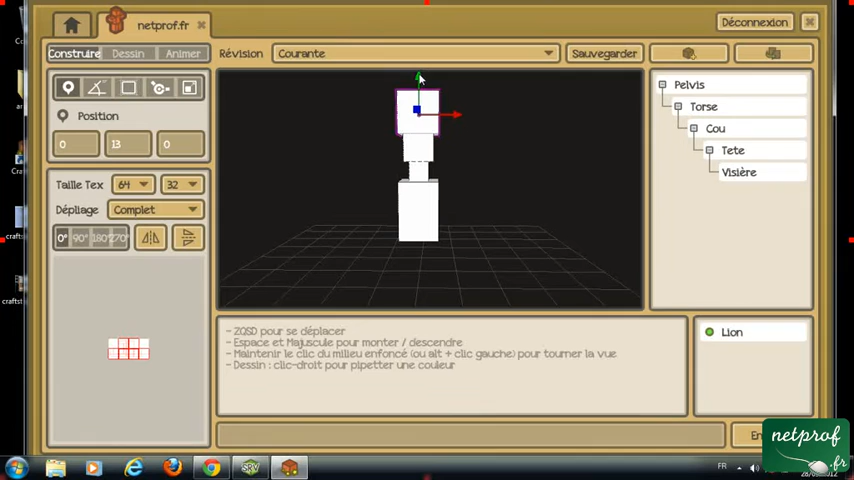 netprof.fr
Déconnexion
Construire Dessin Animer
Révision Courante
Sauvegarder
Position
0 13 0
Taille Tex 64 32
Dépliage Complet
0° 90° 180° 270°
Pelvis
Torse
Cou
Tete
Visière
- ZQSD pour se déplacer
- Espace et Majuscule pour monter / descendre
- Maintenir le clic du milieu enfoncé (ou alt + clic gauche) pour tourner la vue
- Dessin : clic-droit pour pipetter une couleur
Lion
netprof
.fr
SRV
FR